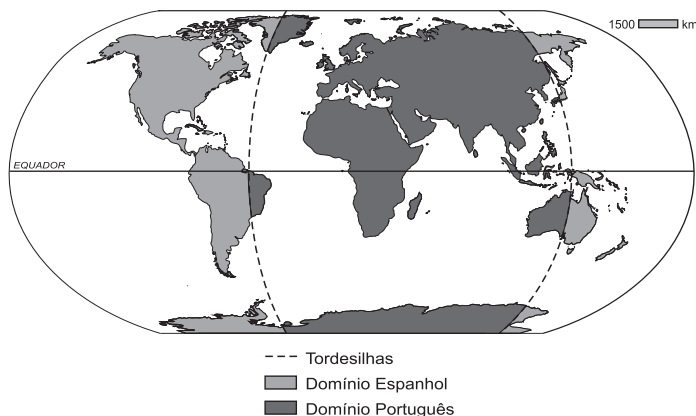 1500 km
EQUADOR
Tordesilhas
Domínio Espanhol
Domínio Português